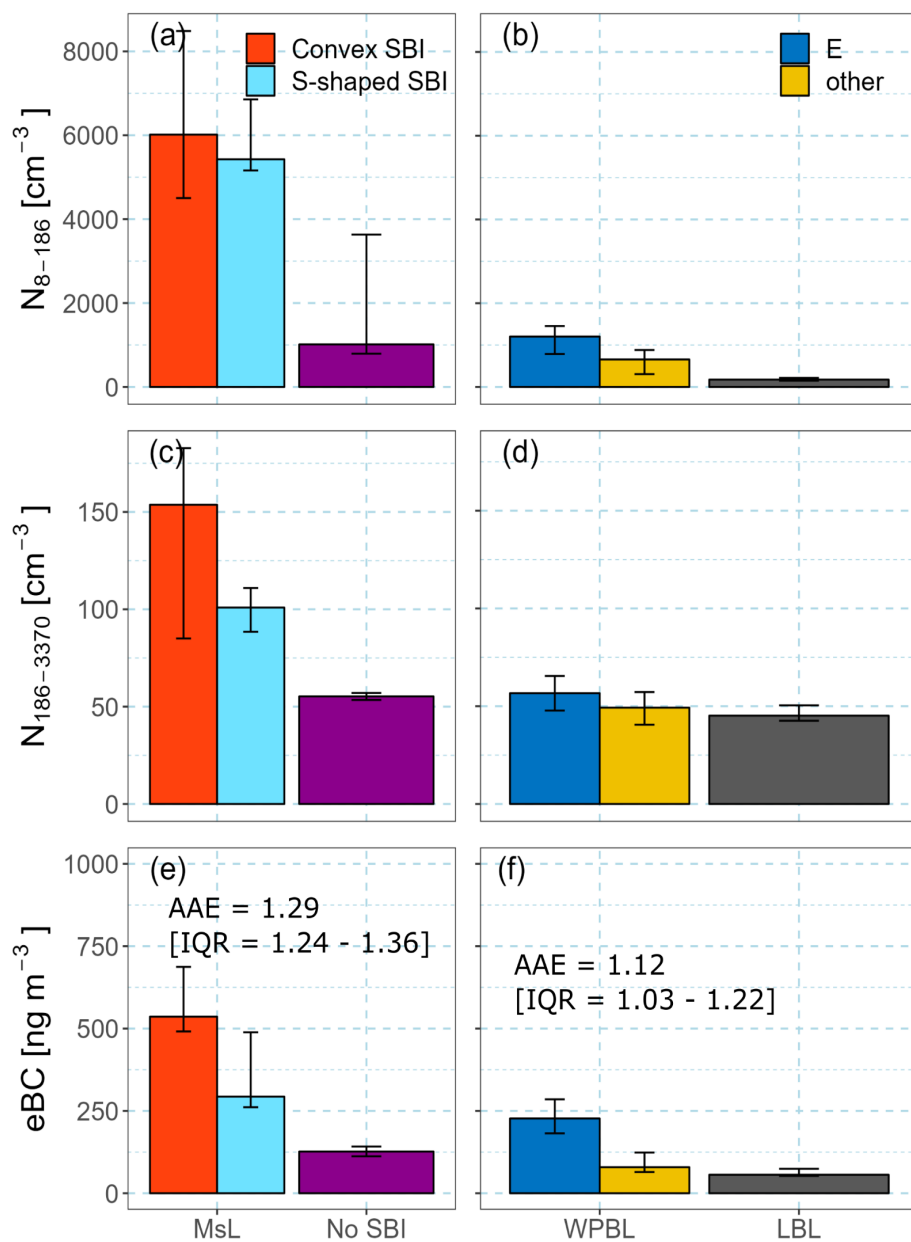 (a)
Convex SBI
S-shaped SBI
(b)
E
other
N8−186 [cm−3]
8000
6000
4000
2000
0
(c)
(d)
N186−3370 [cm−3]
150
100
50
0
(e)
AAE = 1.29
[IQR = 1.24 - 1.36]
(f)
AAE = 1.12
[IQR = 1.03 - 1.22]
eBC [ng m−3]
1000
750
500
250
0
MsL
No SBI
WPBL
LBL